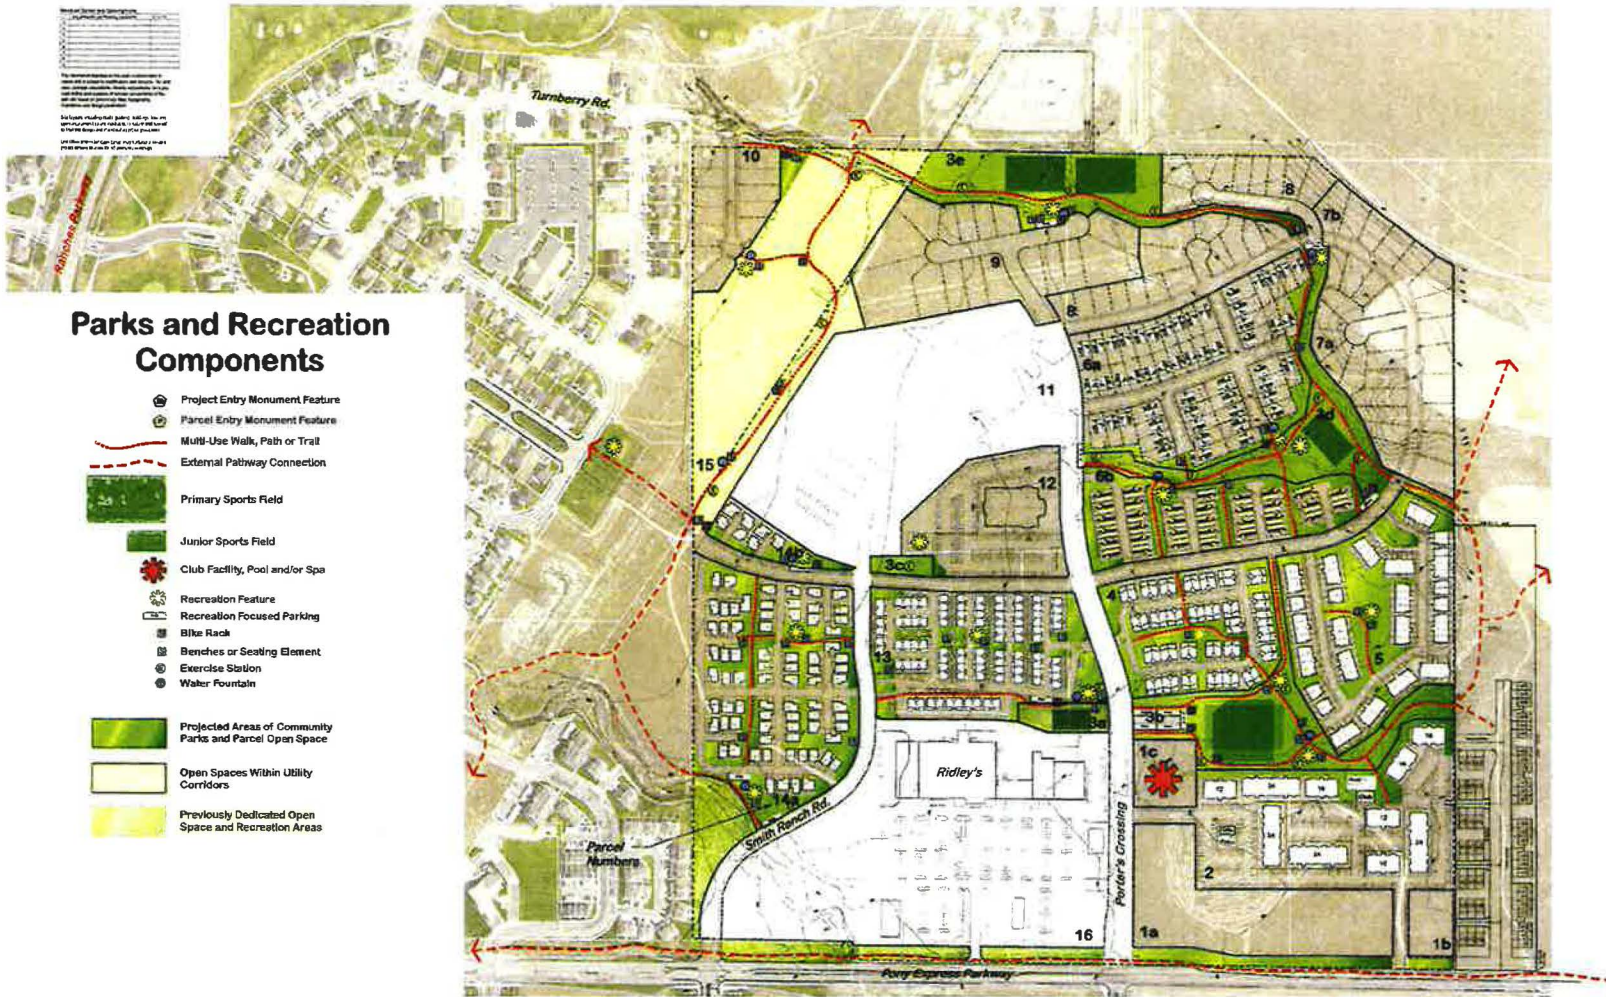 Turnberry Rd.
Ranches Parkway
Parks and Recreation
Components
Project Entry Monument Feature
Parcel Entry Monument Feature
Multi-Use Walk, Path or Trail
External Pathway Connection
Primary Sports Field
Junior Sports Field
Club Facility, Pool and/or Spa
Recreation Feature
Recreation Focused Parking
Bike Rack
Benches or Seating Element
Exercise Station
Water Fountain
Projected Areas of Community
Parks and Parcel Open Space
Open Spaces Within Utility
Corridors
Previously Dedicated Open
Space and Recreation Areas
10
3e
8
7b
9
8
7a
6a
11
15
12
6b
3c
4
13
5
3a
3b
1c
Ridley's
14a
Smith Ranch Rd.
Parcel
Numbers
Porter's Crossing
2
16
1a
1b
Pony Express Parkway